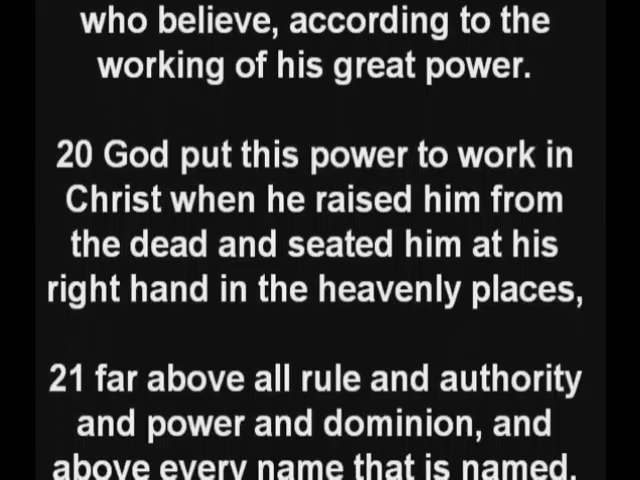 who believe, according to the
working of his great power.
20 God put this power to work in
Christ when he raised him from
the dead and seated him at his
right hand in the heavenly places,
21 far above all rule and authority
and power and dominion, and
above every name that is named,